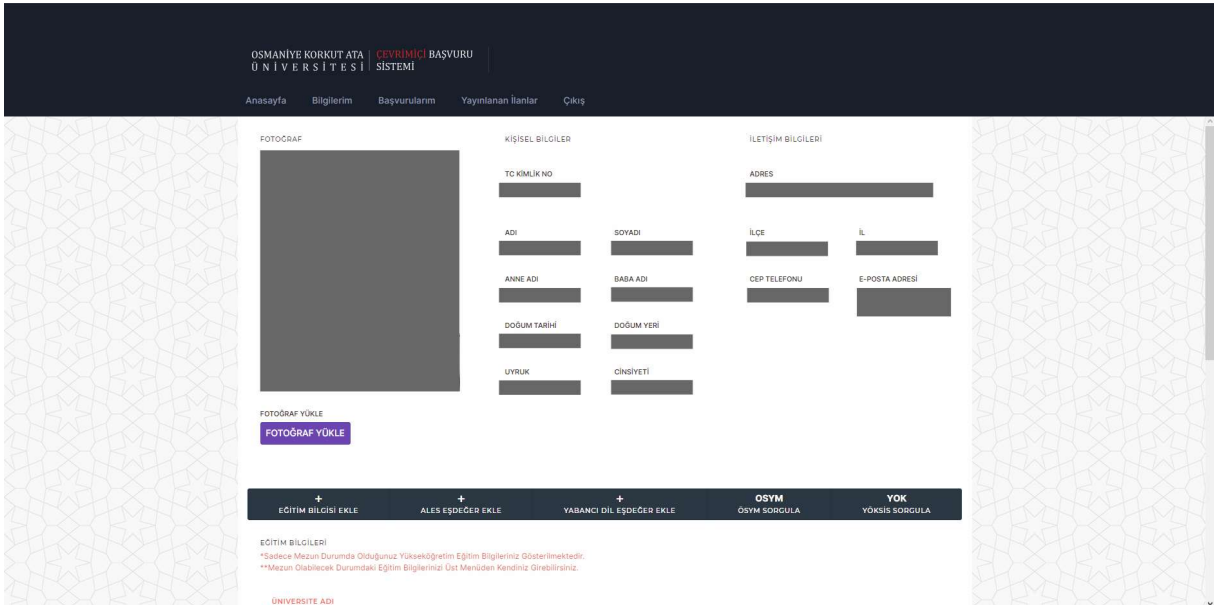 OSMANİYE KORKUT ATA
ÜNİVERSİTESİ
ÇEVRİMİÇİ BAŞVURU
SİSTEMİ
Anasayfa Bilgilerim Başvurularım Yayınlanan İlanlar Çıkış
FOTOĞRAF
FOTOĞRAF YÜKLE
FOTOĞRAF YÜKLE
KİŞİSEL BİLGİLER
TC KİMLİK NO
ADI SOYADI
ANNE ADI BABA ADI
DOĞUM TARİHİ DOĞUM YERİ
UYRUK CİNSİYETİ
İLETİŞİM BİLGİLERİ
ADRES
İLÇE İL
CEP TELEFONU E-POSTA ADRESİ
+ + + OSYM YOK
EĞİTİM BİLGİSİ EKLE ALES EŞDEĞER EKLE YABANCI DİL EŞDEĞER EKLE ÖSYM SORGULA YÖKSİS SORGULA
EĞİTİM BİLGİLERİ
*Sadece Mezun Durumda Olduğunuz Yükseköğretim Eğitim Bilgileriniz Gösterilmektedir.
**Mezun Olabilecek Durumdaki Eğitim Bilgilerinizi Üst Menüden Kendiniz Girebilirsiniz.
ÜNİVERSİTE ADI